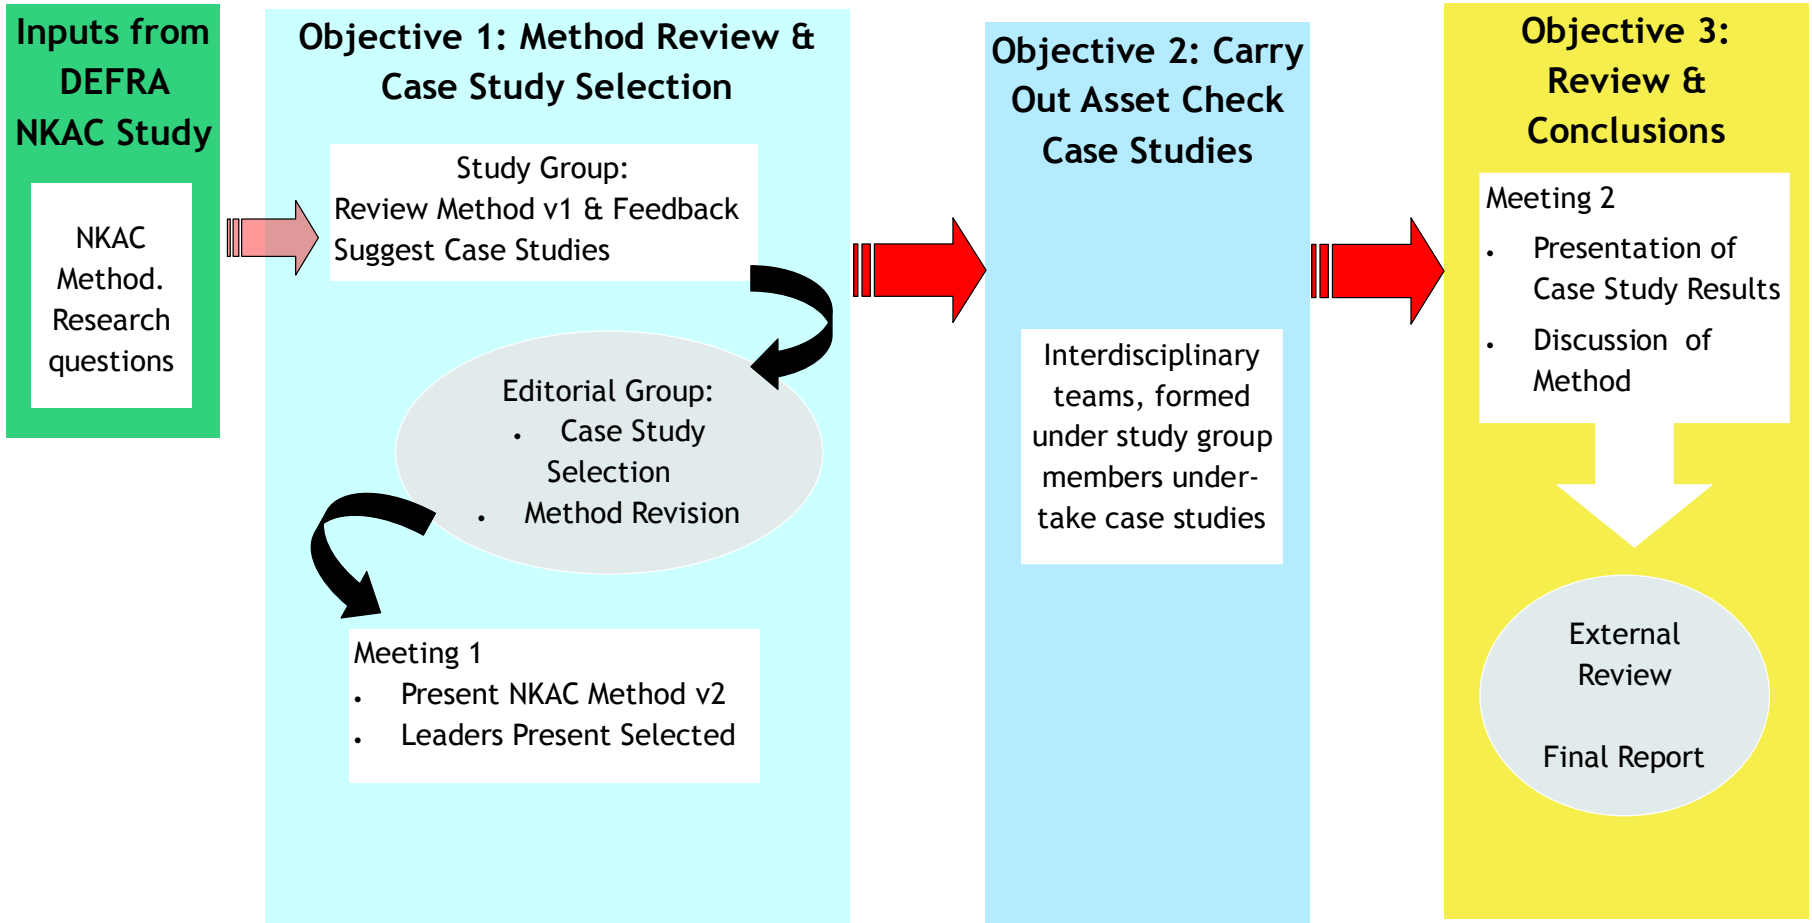 Inputs from
DEFRA
NKAC Study
NKAC
Method.
Research
questions
Objective 1: Method Review &
Case Study Selection
Study Group:
Review Method v1 & Feedback
Suggest Case Studies
Editorial Group:
• Case Study
Selection
• Method Revision
Meeting 1
• Present NKAC Method v2
• Leaders Present Selected
Objective 2: Carry
Out Asset Check
Case Studies
Interdisciplinary
teams, formed
under study group
members under-
take case studies
Objective 3:
Review &
Conclusions
Meeting 2
• Presentation of
Case Study Results
• Discussion of
Method
External
Review
Final Report